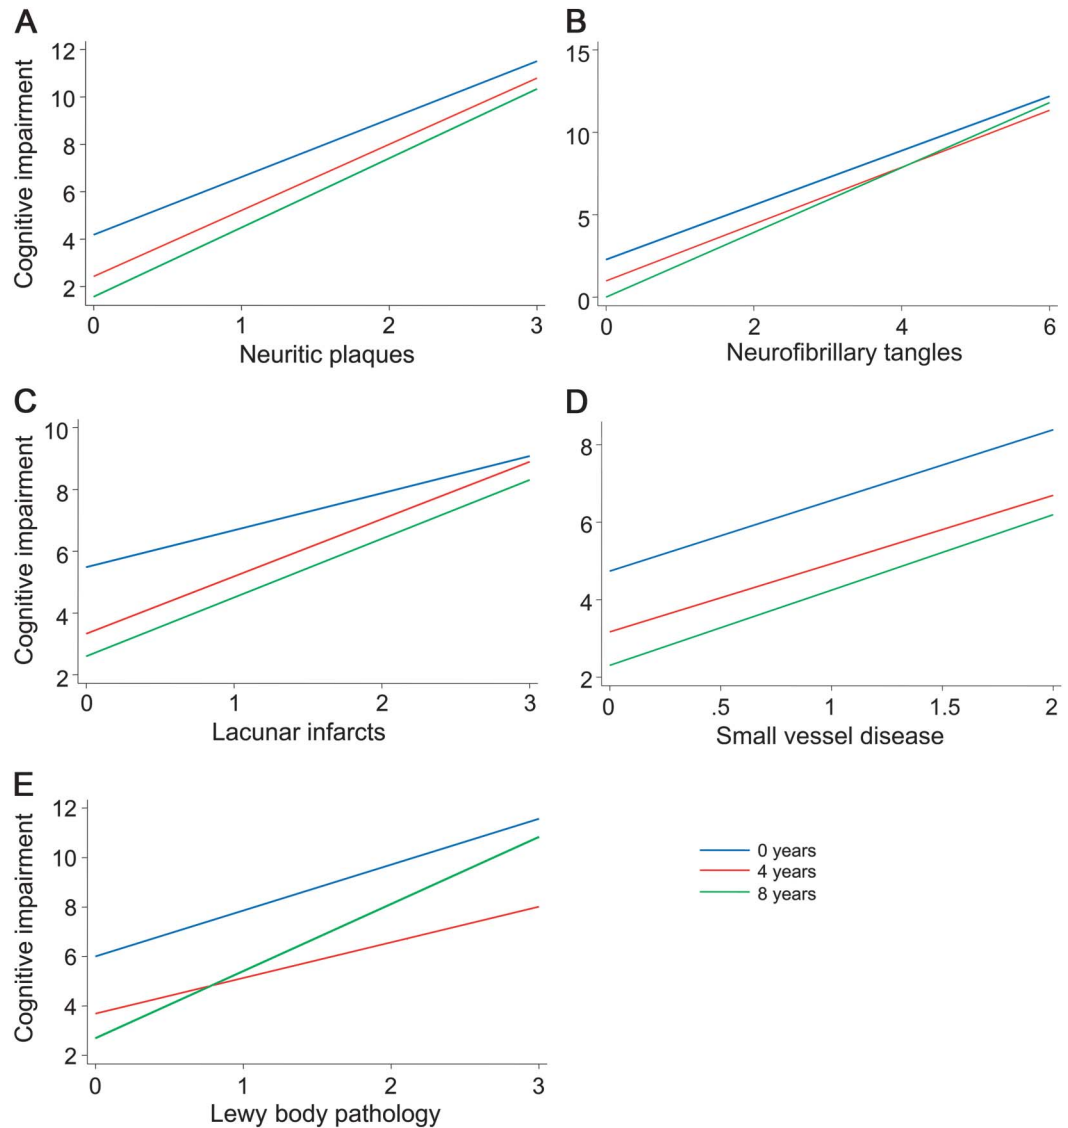 A
Cognitive impairment
12
10
8
6
4
2
0 1 2 3
Neuritic plaques
B
15
10
5
0
0 2 4 6
Neurofibrillary tangles
C
Cognitive impairment
10
8
6
4
2
0 1 2 3
Lacunar infarcts
D
8
6
4
2
0 .5 1 1.5 2
Small vessel disease
E
Cognitive impairment
12
10
8
6
4
2
0 1 2 3
Lewy body pathology
0 years
4 years
8 years